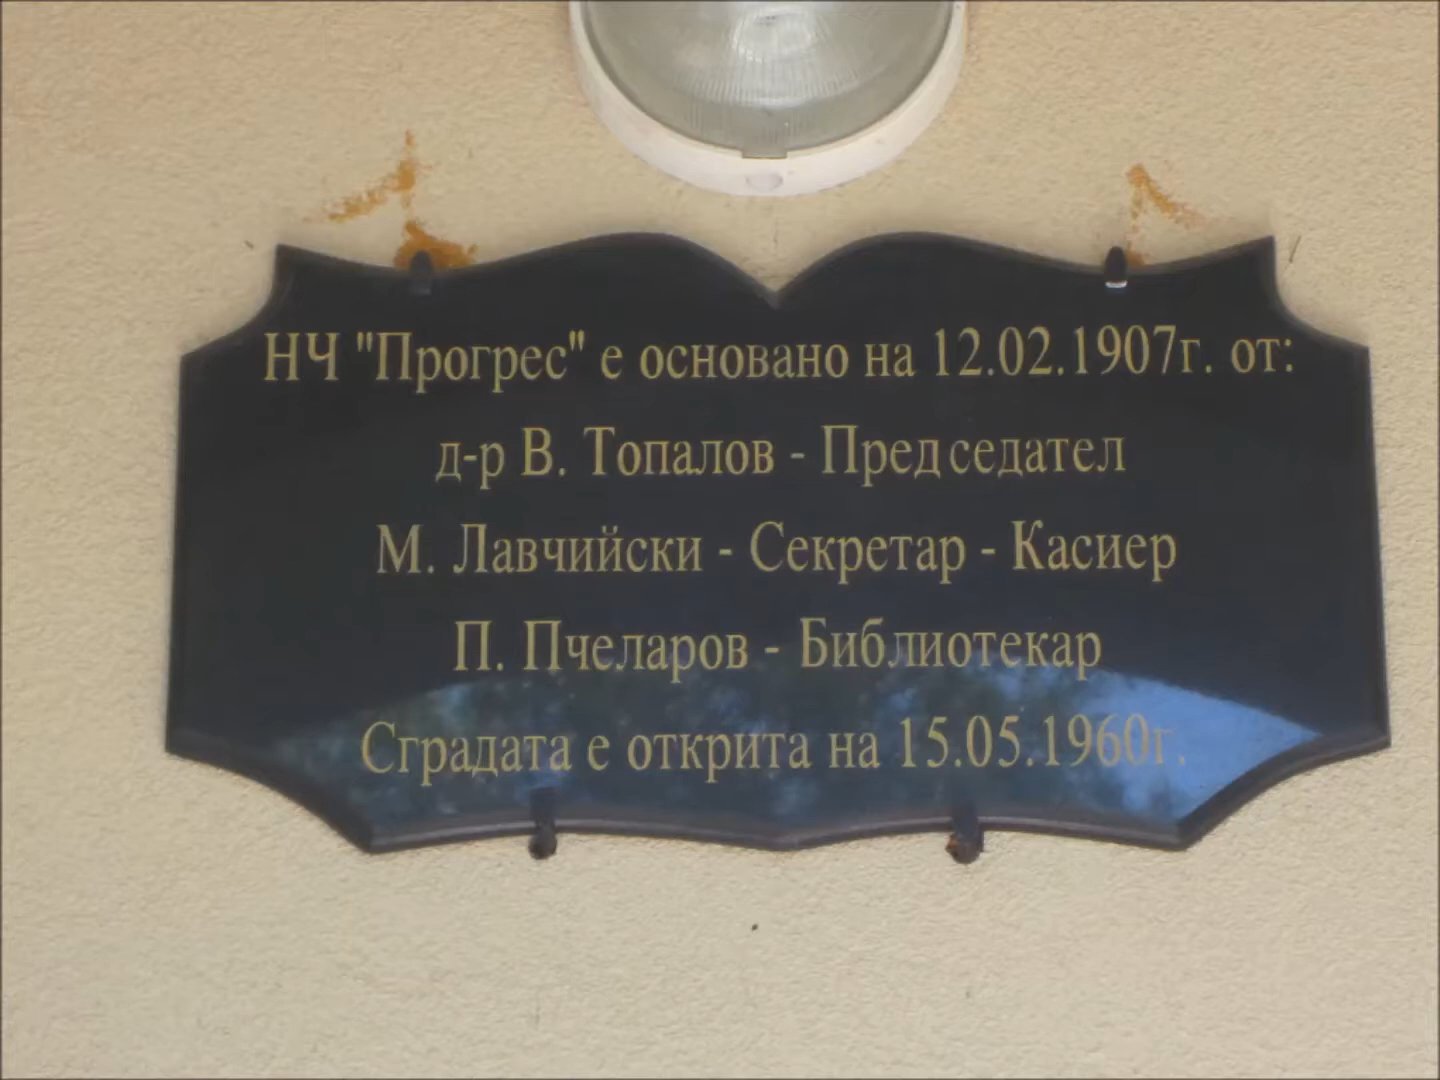 НЧ "Прогрес" е основано на 12.02.1907г. от:
д-р В. Топалов - Председател
М. Лавчийски - Секретар - Касиер
П. Пчеларов - Библиотекар
Сградата е открита на 15.05.1960г.